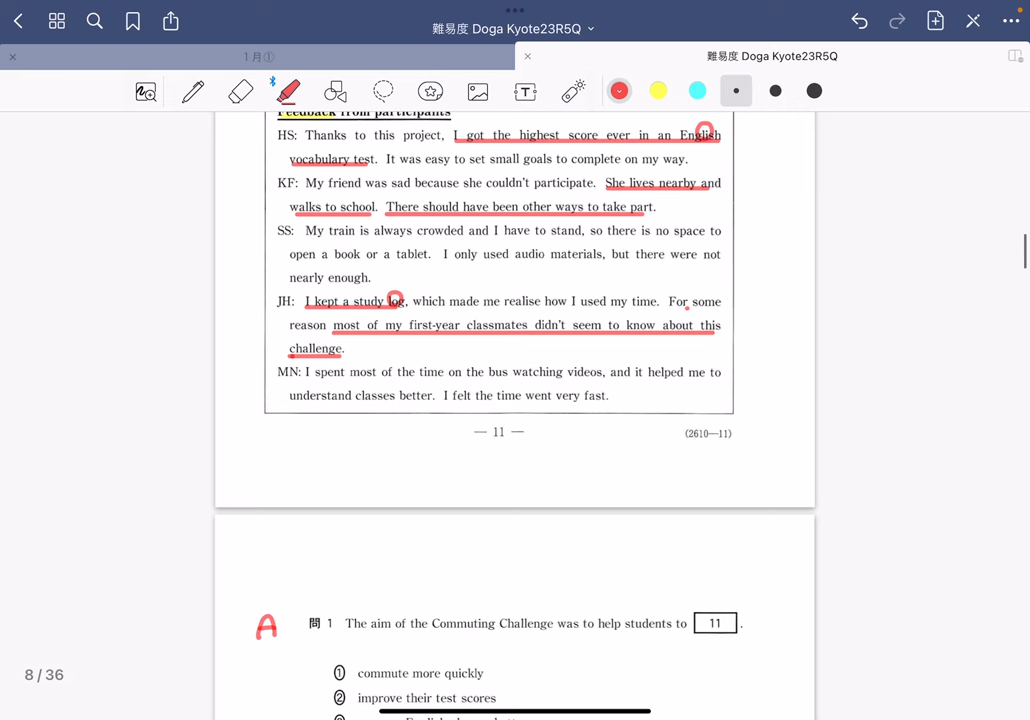 難易度 Doga Kyote23R5Q
1月①
難易度 Doga Kyote23R5Q
Feedback from participants
HS: Thanks to this project, I got the highest score ever in an English
vocabulary test. It was easy to set small goals to complete on my way.
KF: My friend was sad because she couldn't participate. She lives nearby and
walks to school. There should have been other ways to take part.
SS: My train is always crowded and I have to stand, so there is no space to
open a book or a tablet. I only used audio materials, but there were not
nearly enough.
JH: I kept a study log, which made me realise how I used my time. For some
reason most of my first-year classmates didn't seem to know about this
challenge.
MN: I spent most of the time on the bus watching videos, and it helped me to
understand classes better. I felt the time went very fast.
— 11 —
(2610—11)
A
問 1 The aim of the Commuting Challenge was to help students to 11 .
① commute more quickly
② improve their test scores
8 / 36